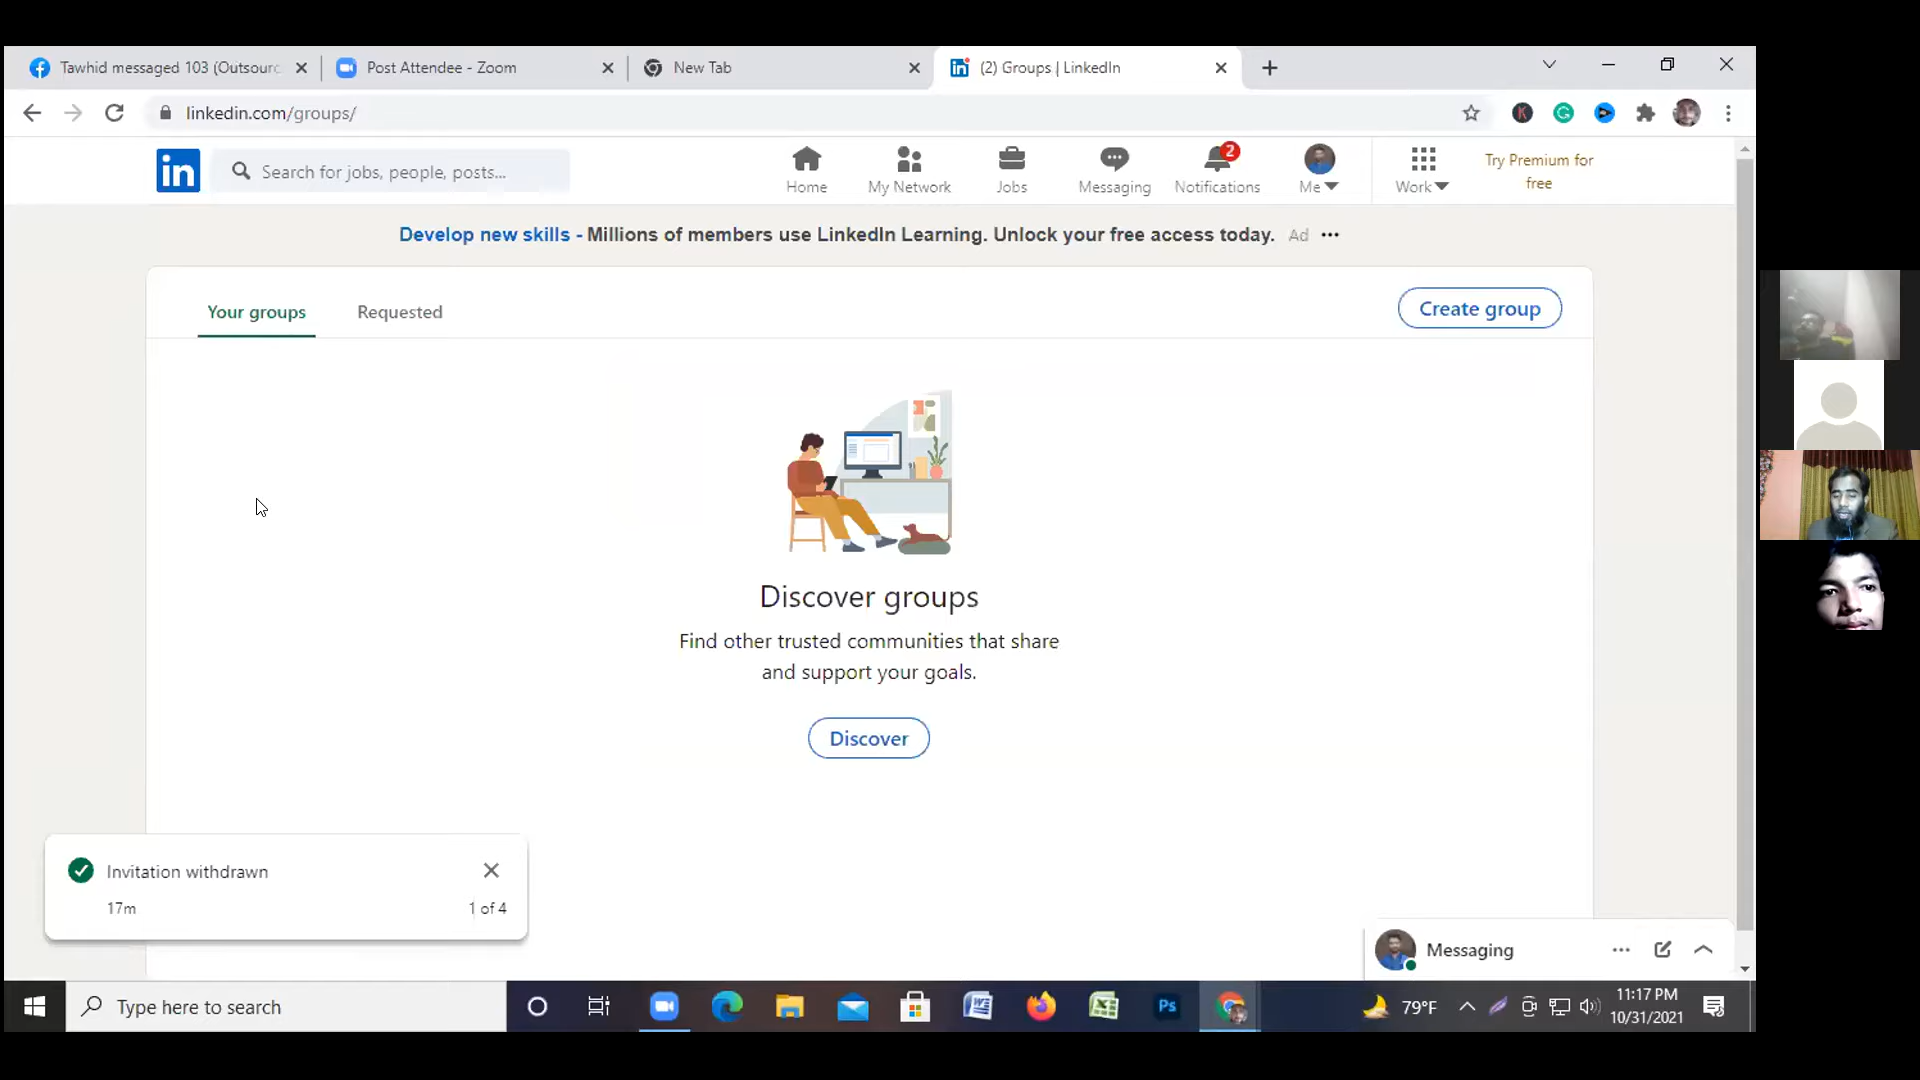 Tawhid messaged 103 (Outsourc
Post Attendee - Zoom
New Tab
(2) Groups | LinkedIn
linkedin.com/groups/
in
Search for jobs, people, posts...
Home
My Network
Jobs
Messaging
2
Notifications
Me
Work
Try Premium for
free
Develop new skills - Millions of members use LinkedIn Learning. Unlock your free access today. Ad
Your groups
Requested
Create group
Discover groups
Find other trusted communities that share
and support your goals.
Discover
Invitation withdrawn
17m
1 of 4
Messaging
Type here to search
Ps
79°F
11:17 PM
10/31/2021